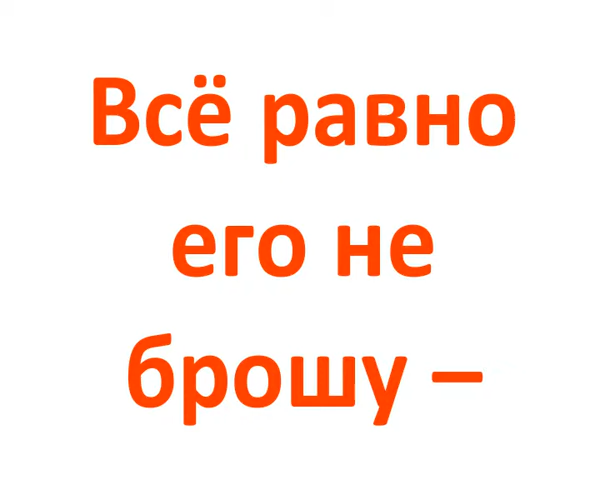 Всё равно
его не
брошу –